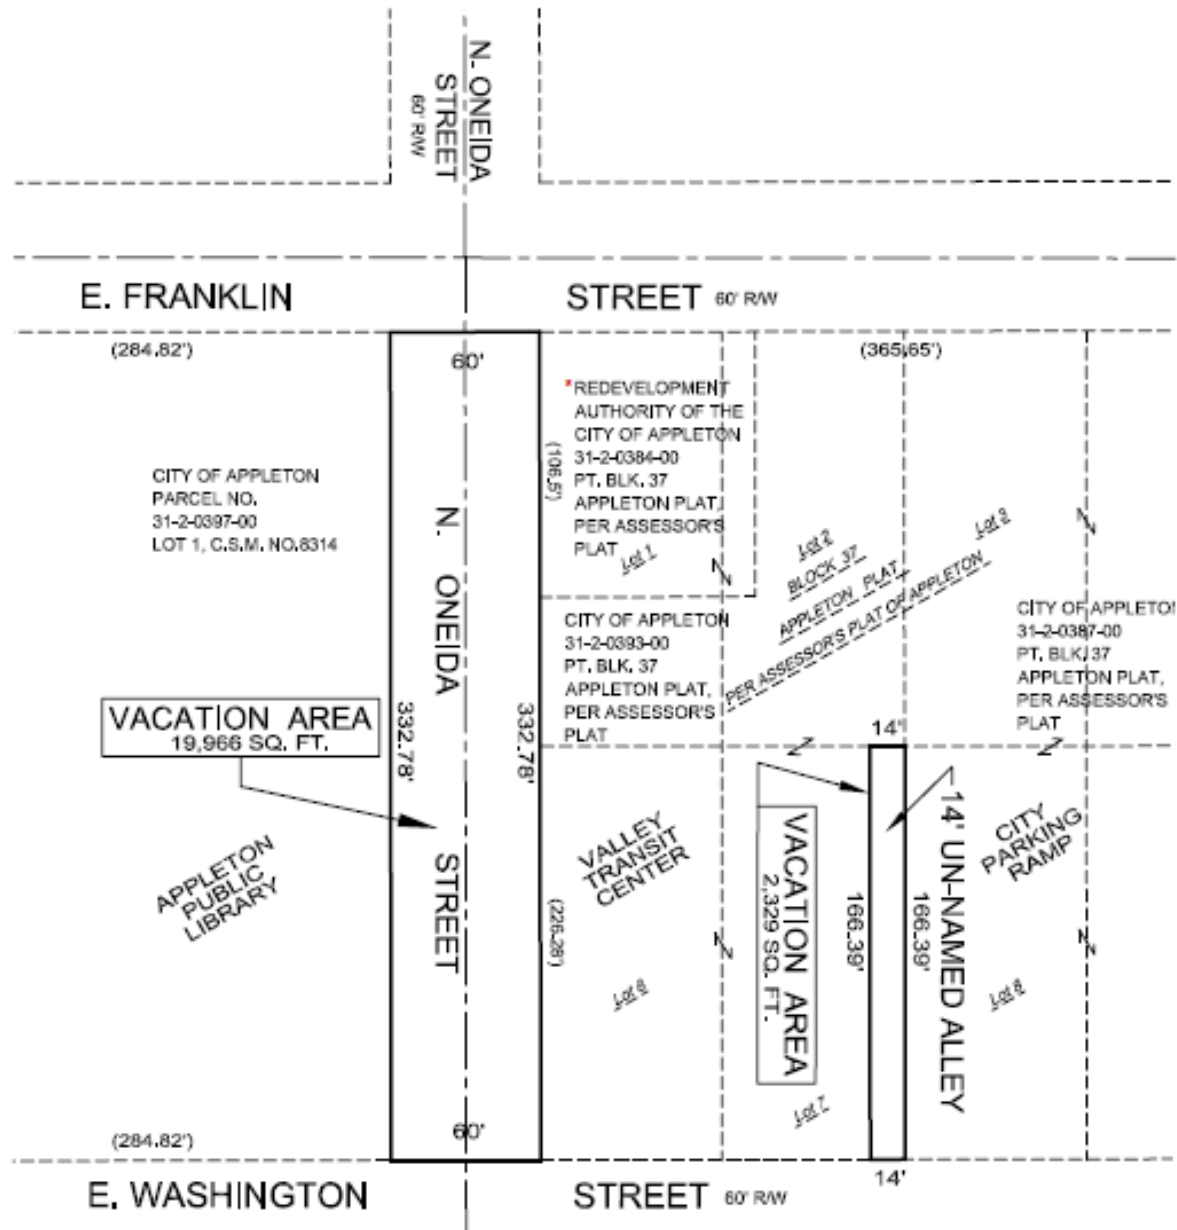 N. ONEIDA
STREET
60' R/W
E. FRANKLIN
STREET 60' R/W
(284.82')
60'
(365.65')
*REDEVELOPMENT
AUTHORITY OF THE
CITY OF APPLETON
31-2-0384-00
PT. BLK. 37
APPLETON PLAT,
PER ASSESSOR'S
PLAT
Lot 1
(106.5')
CITY OF APPLETON
PARCEL NO.
31-2-0397-00
LOT 1, C.S.M. NO.8314
N. ONEIDA STREET
Lot 2
BLOCK 37
APPLETON PLAT
PER ASSESSOR'S PLAT OF APPLETON
Lot 3
CITY OF APPLETON
31-2-0393-00
PT. BLK. 37
APPLETON PLAT,
PER ASSESSOR'S
PLAT
CITY OF APPLETO
31-2-0387-00
PT. BLK. 37
APPLETON PLAT,
PER ASSESSOR'S
PLAT
VACATION AREA
19,966 SQ. FT.
332.78'
332.78'
14'
APPLETON
PUBLIC
LIBRARY
VALLEY
TRANSIT
CENTER
VACATION AREA
2,329 SQ. FT.
14' UN-NAMED ALLEY
CITY
PARKING
RAMP
166.39'
166.39'
(226.28')
Lot 6
Lot 7
Lot 8
(284.82')
60'
14'
E. WASHINGTON
STREET 60' R/W